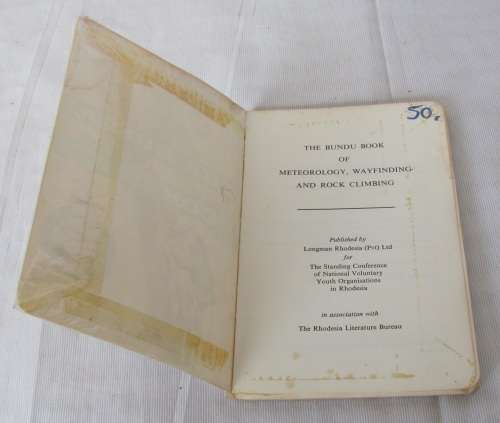 50.
THE BUNDU BOOK
OF
METEOROLOGY, WAYFINDING
AND ROCK CLIMBING
Published by
Longman Rhodesia (Pvt) Ltd
for
The Standing Conference
of National Voluntary
Youth Organisations
in Rhodesia
in association with
The Rhodesia Literature Bureau